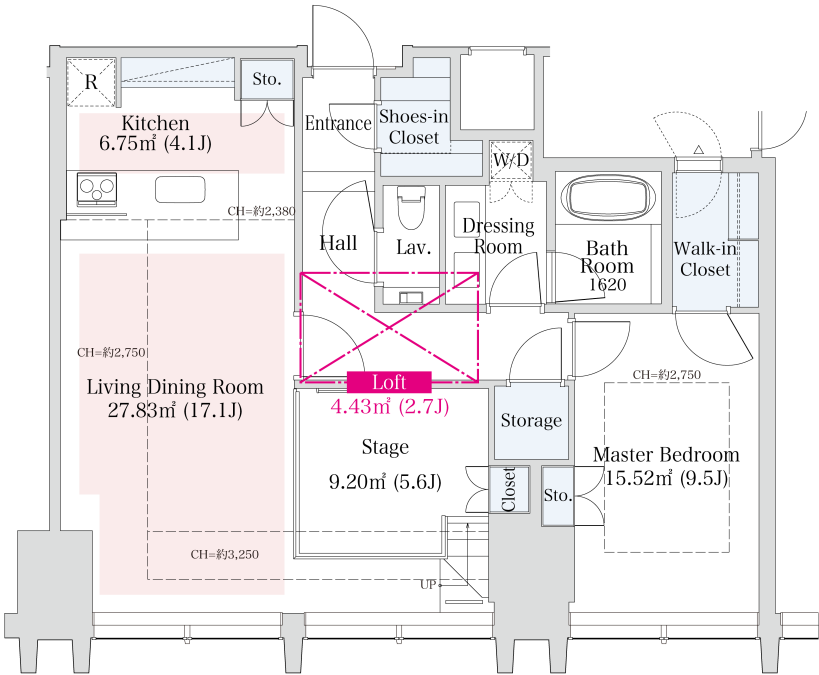 R
Sto.
Kitchen
6.75㎡ (4.1J)
Entrance
Shoes-in
Closet
W/D
CH=約2,380
Hall
Lav.
Dressing
Room
Bath
Room
1620
Walk-in
Closet
CH=約2,750
Living Dining Room
27.83㎡ (17.1J)
Loft
4.43㎡ (2.7J)
Stage
9.20㎡ (5.6J)
Storage
CH=約2,750
Master Bedroom
15.52㎡ (9.5J)
Closet
Sto.
CH=約3,250
UP